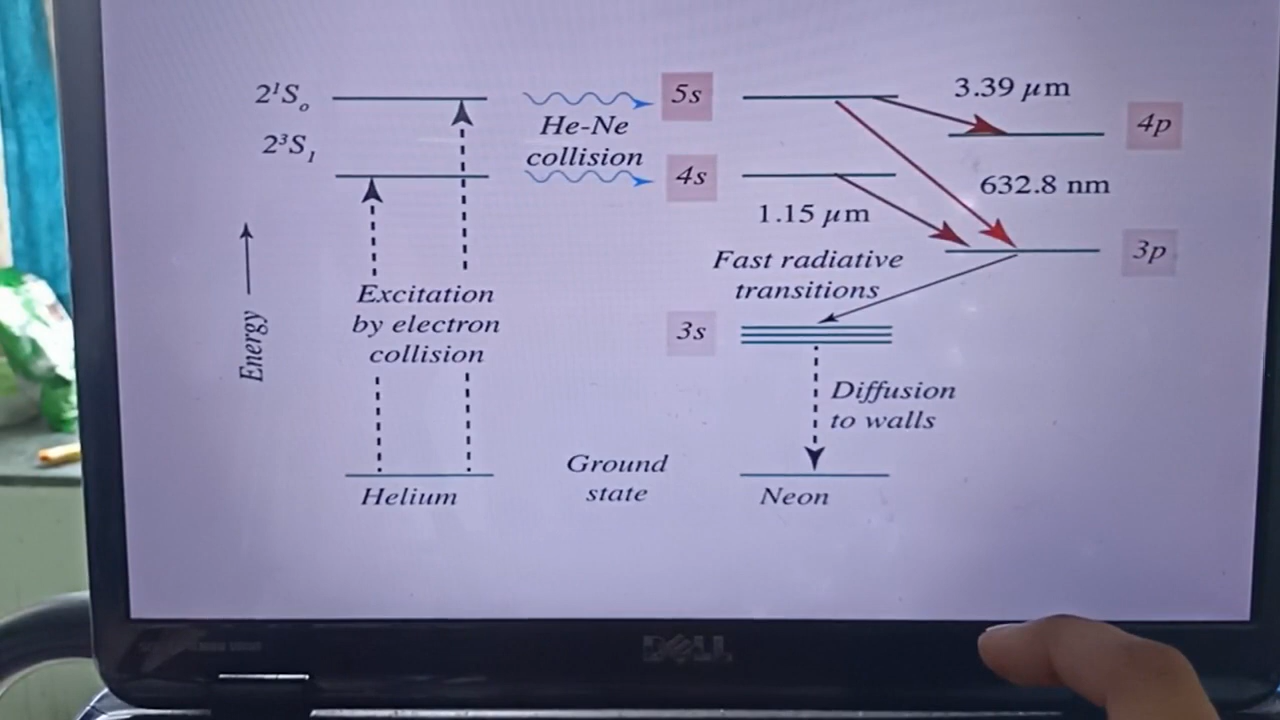 2¹Sₒ
5s
3.39 μm
4p
He-Ne
collision
2³S₁
4s
632.8 nm
1.15 μm
3p
Fast radiative
transitions
Excitation
by electron
collision
3s
Energy
Diffusion
to walls
Ground
state
Helium
Neon
DELL